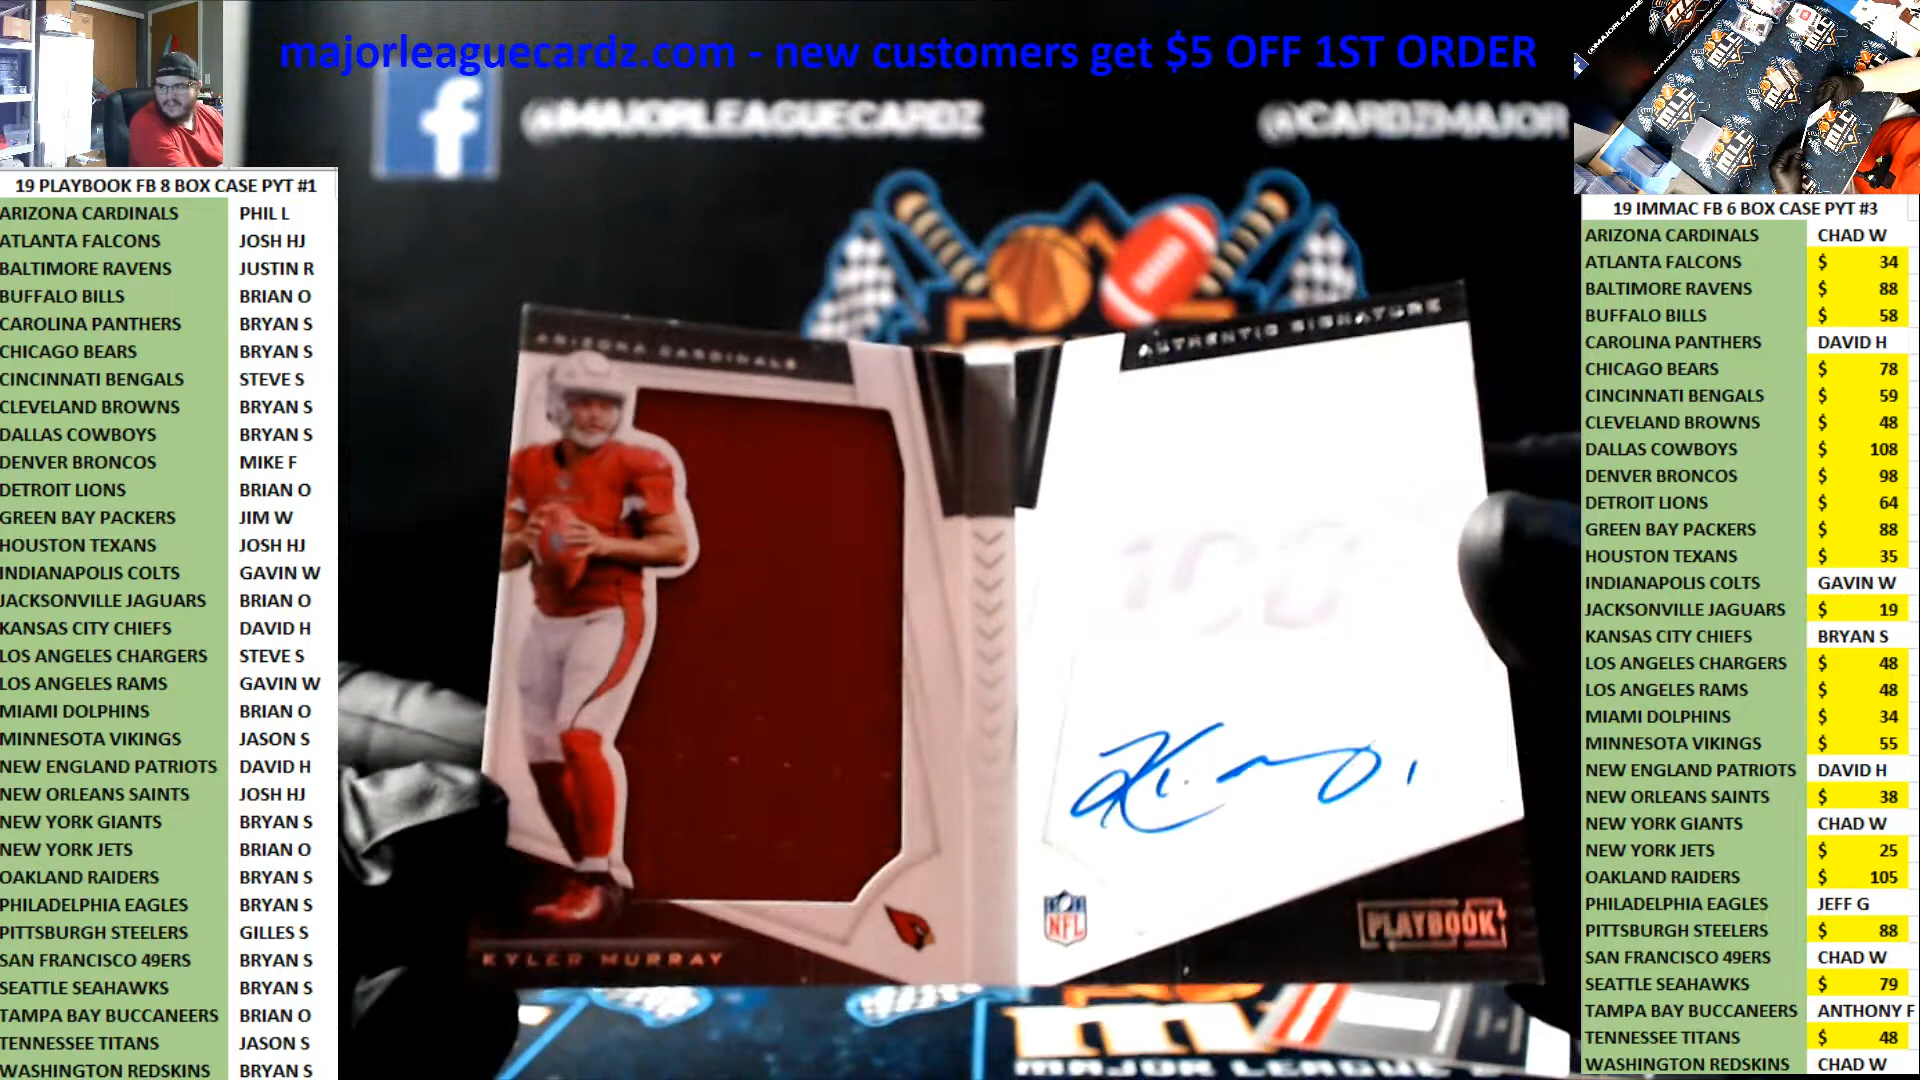 majorleaguecardz.com - new customers get $5 OFF 1ST ORDER
@MAJORLEAGUECARDZ
@CARDZMAJOR
19 PLAYBOOK FB 8 BOX CASE PYT #1
ARIZONA CARDINALS PHIL L
ATLANTA FALCONS JOSH HJ
BALTIMORE RAVENS JUSTIN R
BUFFALO BILLS BRIAN O
CAROLINA PANTHERS BRYAN S
CHICAGO BEARS BRYAN S
CINCINNATI BENGALS STEVE S
CLEVELAND BROWNS BRYAN S
DALLAS COWBOYS BRYAN S
DENVER BRONCOS MIKE F
DETROIT LIONS BRIAN O
GREEN BAY PACKERS JIM W
HOUSTON TEXANS JOSH HJ
INDIANAPOLIS COLTS GAVIN W
JACKSONVILLE JAGUARS BRIAN O
KANSAS CITY CHIEFS DAVID H
LOS ANGELES CHARGERS STEVE S
LOS ANGELES RAMS GAVIN W
MIAMI DOLPHINS BRIAN O
MINNESOTA VIKINGS JASON S
NEW ENGLAND PATRIOTS DAVID H
NEW ORLEANS SAINTS JOSH HJ
NEW YORK GIANTS BRYAN S
NEW YORK JETS BRIAN O
OAKLAND RAIDERS BRYAN S
PHILADELPHIA EAGLES BRYAN S
PITTSBURGH STEELERS GILLES S
SAN FRANCISCO 49ERS BRYAN S
SEATTLE SEAHAWKS BRYAN S
TAMPA BAY BUCCANEERS BRIAN O
TENNESSEE TITANS JASON S
WASHINGTON REDSKINS BRYAN S
ARIZONA CARDINALS
KYLER MURRAY
AUTHENTIC SIGNATURE
100
NFL
PLAYBOOK
MAJOR LEAGUE
MLC
19 IMMAC FB 6 BOX CASE PYT #3
ARIZONA CARDINALS CHAD W
ATLANTA FALCONS $ 34
BALTIMORE RAVENS $ 88
BUFFALO BILLS $ 58
CAROLINA PANTHERS DAVID H
CHICAGO BEARS $ 78
CINCINNATI BENGALS $ 59
CLEVELAND BROWNS $ 48
DALLAS COWBOYS $ 108
DENVER BRONCOS $ 98
DETROIT LIONS $ 64
GREEN BAY PACKERS $ 88
HOUSTON TEXANS $ 35
INDIANAPOLIS COLTS GAVIN W
JACKSONVILLE JAGUARS $ 19
KANSAS CITY CHIEFS BRYAN S
LOS ANGELES CHARGERS $ 48
LOS ANGELES RAMS $ 48
MIAMI DOLPHINS $ 34
MINNESOTA VIKINGS $ 55
NEW ENGLAND PATRIOTS DAVID H
NEW ORLEANS SAINTS $ 38
NEW YORK GIANTS CHAD W
NEW YORK JETS $ 25
OAKLAND RAIDERS $ 105
PHILADELPHIA EAGLES JEFF G
PITTSBURGH STEELERS $ 88
SAN FRANCISCO 49ERS CHAD W
SEATTLE SEAHAWKS $ 79
TAMPA BAY BUCCANEERS ANTHONY F
TENNESSEE TITANS $ 48
WASHINGTON REDSKINS CHAD W